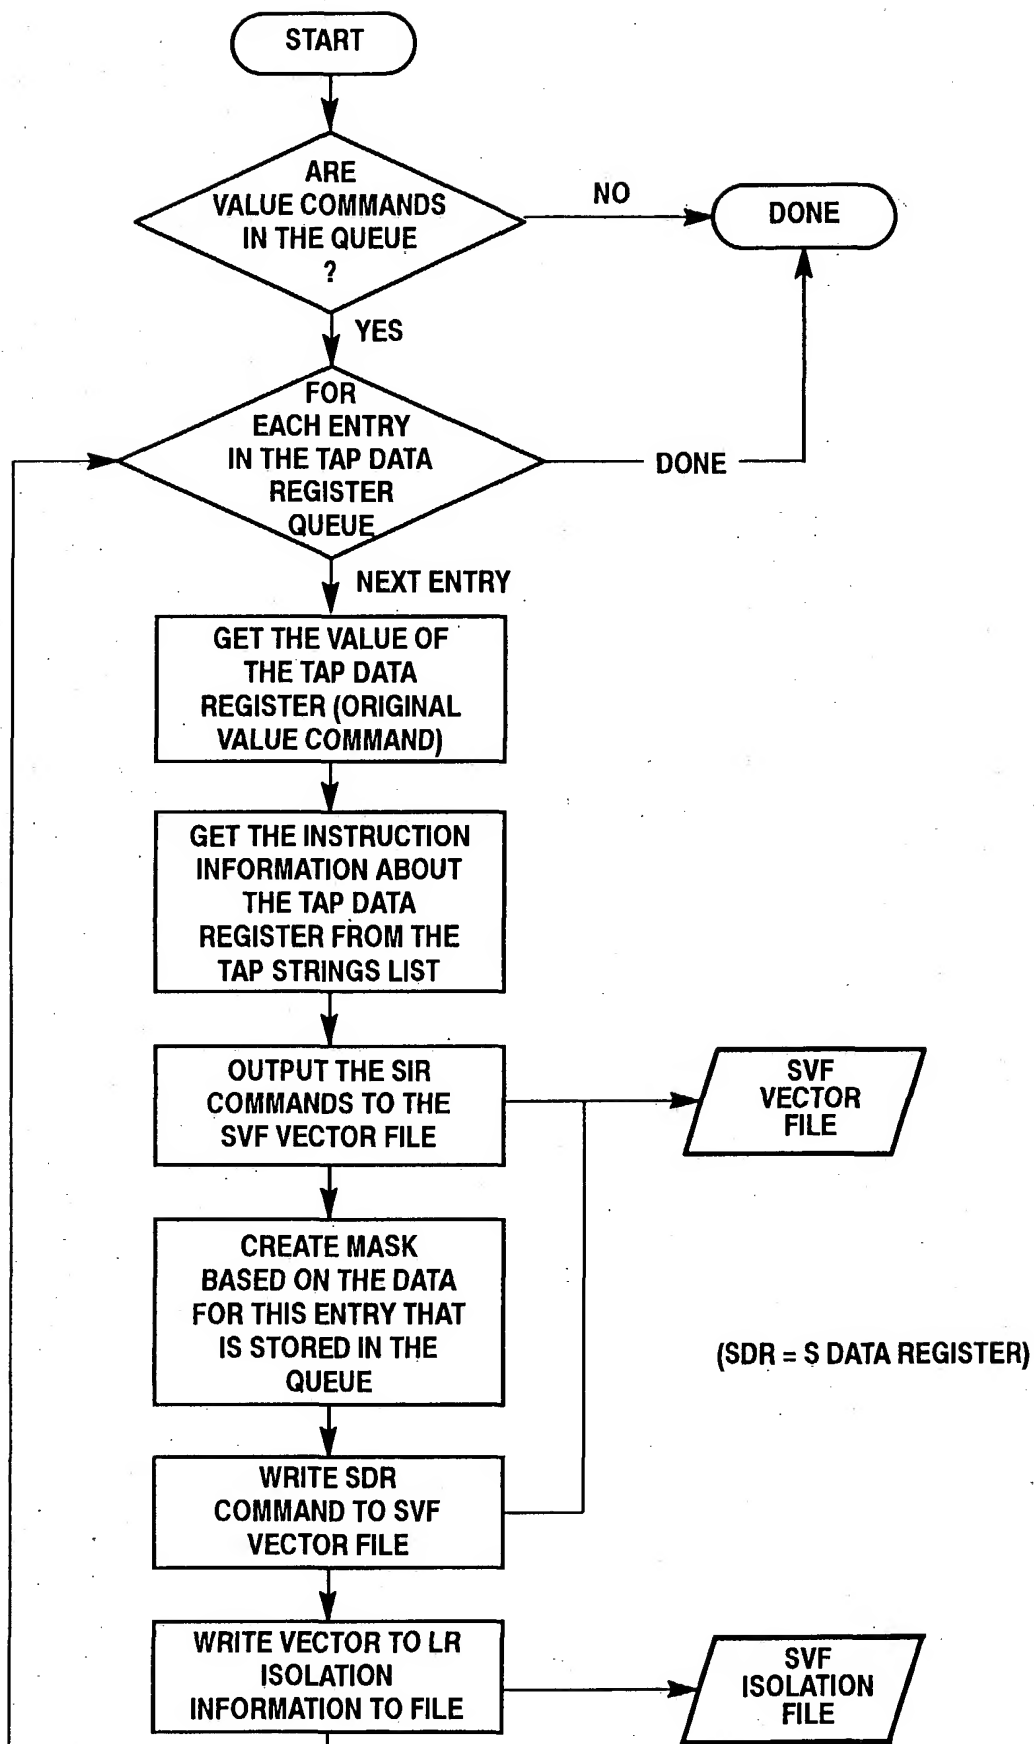 START
ARE
VALUE COMMANDS
IN THE QUEUE
?
NO
DONE
YES
FOR
EACH ENTRY
IN THE TAP DATA
REGISTER
QUEUE
DONE
NEXT ENTRY
GET THE VALUE OF
THE TAP DATA
REGISTER (ORIGINAL
VALUE COMMAND)
GET THE INSTRUCTION
INFORMATION ABOUT
THE TAP DATA
REGISTER FROM THE
TAP STRINGS LIST
OUTPUT THE SIR
COMMANDS TO THE
SVF VECTOR FILE
SVF
VECTOR
FILE
CREATE MASK
BASED ON THE DATA
FOR THIS ENTRY THAT
IS STORED IN THE
QUEUE
(SDR = S DATA REGISTER)
WRITE SDR
COMMAND TO SVF
VECTOR FILE
WRITE VECTOR TO LR
ISOLATION
INFORMATION TO FILE
SVF
ISOLATION
FILE